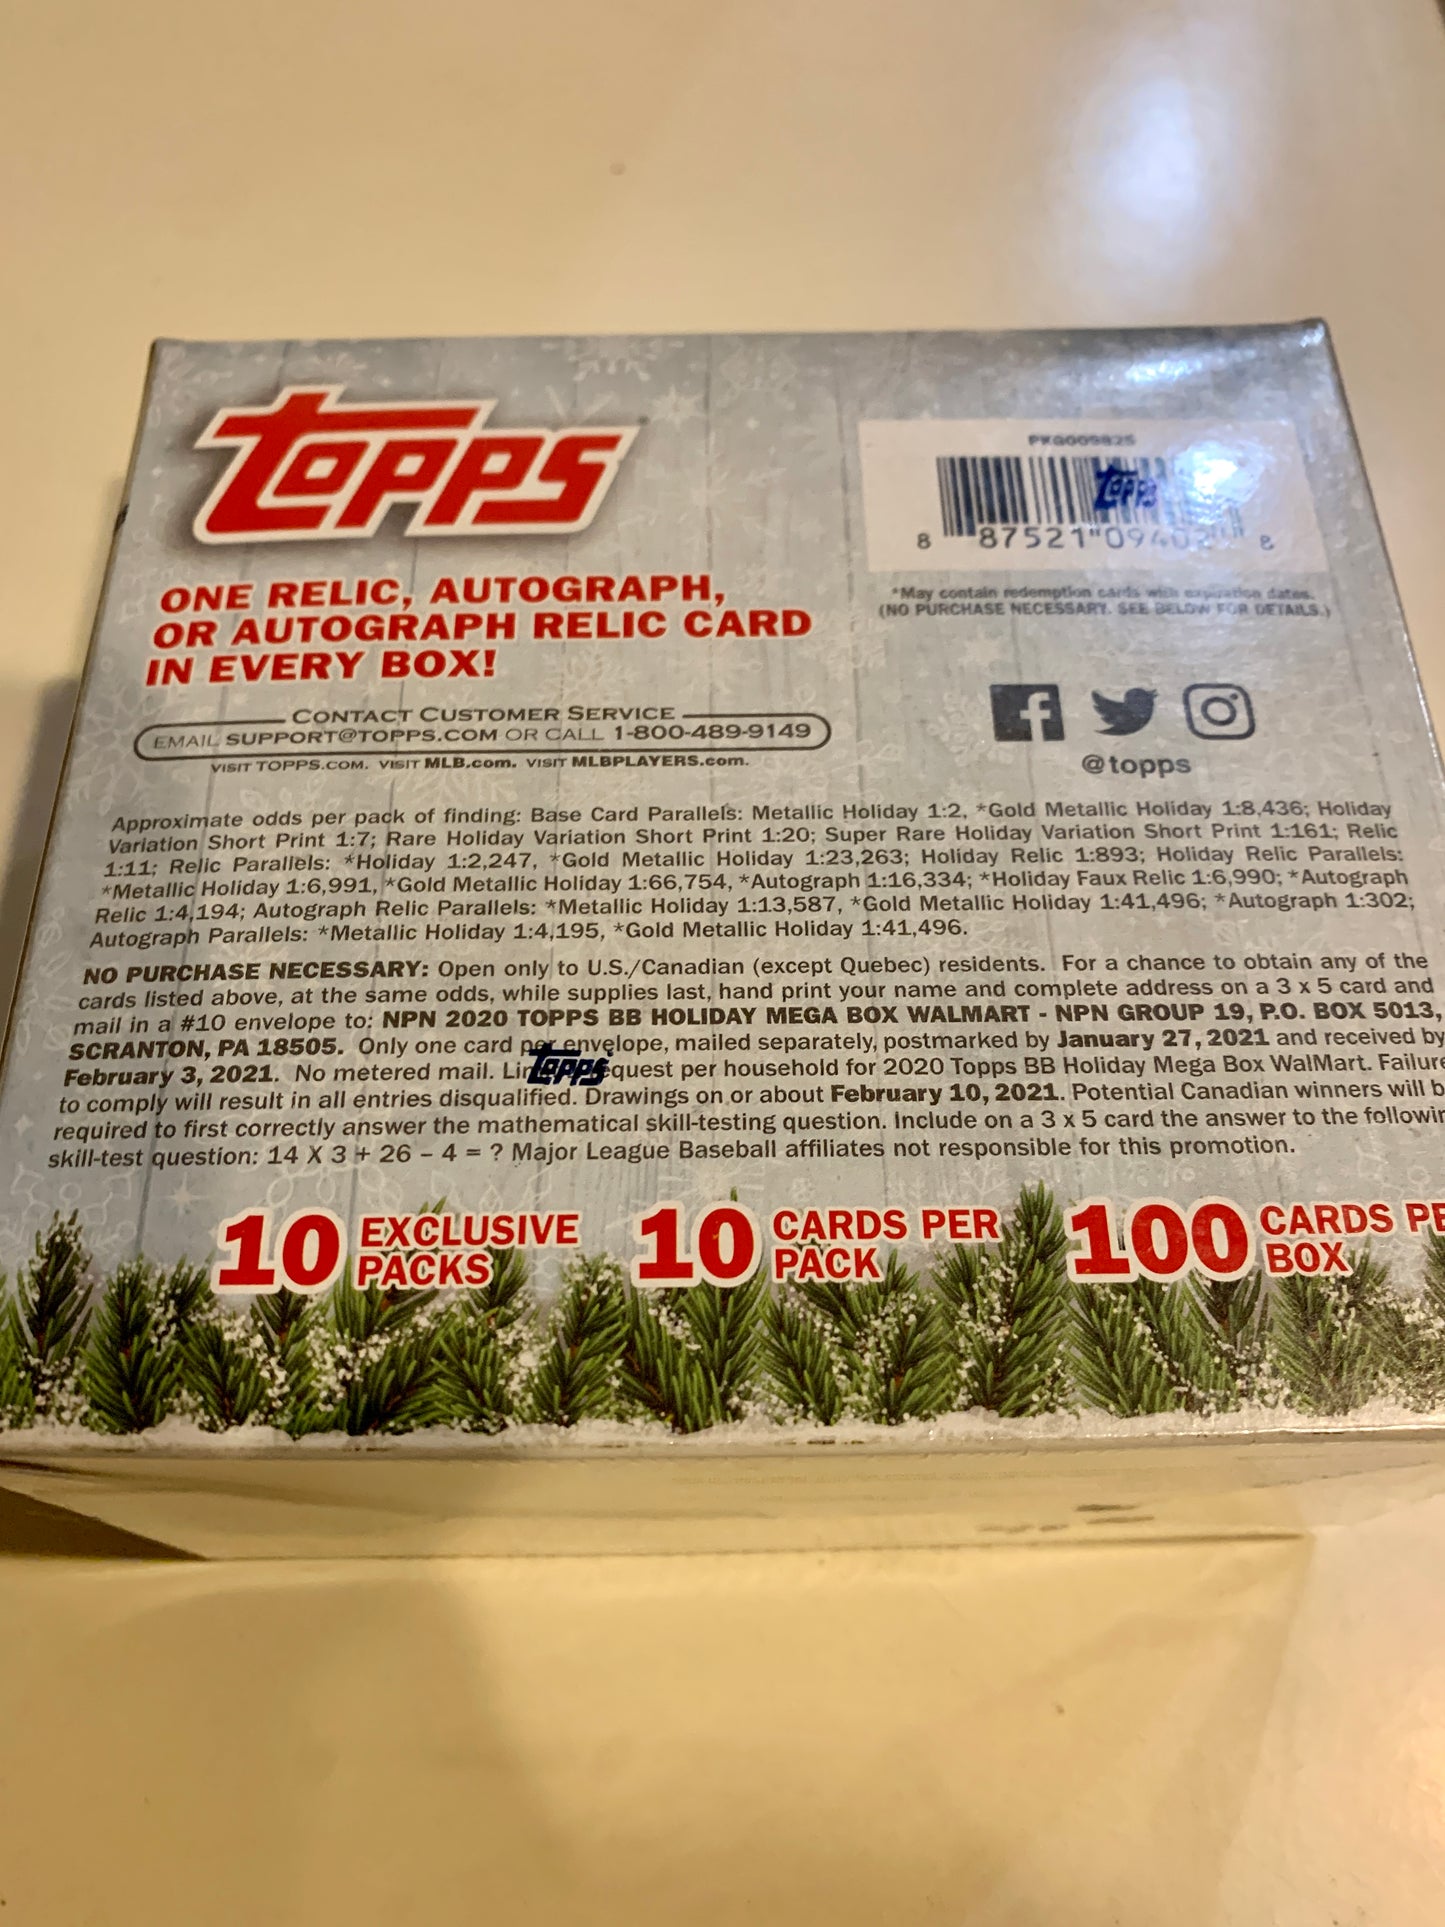 TOPPS
ONE RELIC, AUTOGRAPH,
OR AUTOGRAPH RELIC CARD
IN EVERY BOX!
CONTACT CUSTOMER SERVICE
EMAIL SUPPORT@TOPPS.COM OR CALL 1-800-489-9149
VISIT TOPPS.COM. VISIT MLB.com. VISIT MLBPLAYERS.com.
PKG009825
TOPPS
8 87521 8
*May contain redemption cards with expiration dates.
(NO PURCHASE NECESSARY. SEE BELOW FOR DETAILS.)
@topps
Approximate odds per pack of finding: Base Card Parallels: Metallic Holiday 1:2, *Gold Metallic Holiday 1:8,436; Holiday
Variation Short Print 1:7; Rare Holiday Variation Short Print 1:20; Super Rare Holiday Variation Short Print 1:161; Relic
1:11; Relic Parallels: *Holiday 1:2,247, *Gold Metallic Holiday 1:23,263; Holiday Relic 1:893; Holiday Relic Parallels:
*Metallic Holiday 1:6,991, *Gold Metallic Holiday 1:66,754, *Autograph 1:16,334; *Holiday Faux Relic 1:6,990; *Autograph
Relic 1:4,194; Autograph Relic Parallels: *Metallic Holiday 1:13,587, *Gold Metallic Holiday 1:41,496; *Autograph 1:302;
Autograph Parallels: *Metallic Holiday 1:4,195, *Gold Metallic Holiday 1:41,496.
NO PURCHASE NECESSARY: Open only to U.S./Canadian (except Quebec) residents. For a chance to obtain any of the
cards listed above, at the same odds, while supplies last, hand print your name and complete address on a 3 x 5 card and
mail in a #10 envelope to: NPN 2020 TOPPS BB HOLIDAY MEGA BOX WALMART - NPN GROUP 19, P.O. BOX 5013,
SCRANTON, PA 18505. Only one card per envelope, mailed separately, postmarked by January 27, 2021 and received by
February 3, 2021. No metered mail. TOPPS per household for 2020 Topps BB Holiday Mega Box WalMart. Failure
to comply will result in all entries disqualified. Drawings on or about February 10, 2021. Potential Canadian winners will b
required to first correctly answer the mathematical skill-testing question. Include on a 3 x 5 card the answer to the followin
skill-test question: 14 X 3 + 26 – 4 = ? Major League Baseball affiliates not responsible for this promotion.
10 EXCLUSIVE PACKS
10 CARDS PER PACK
100 CARDS PE BOX